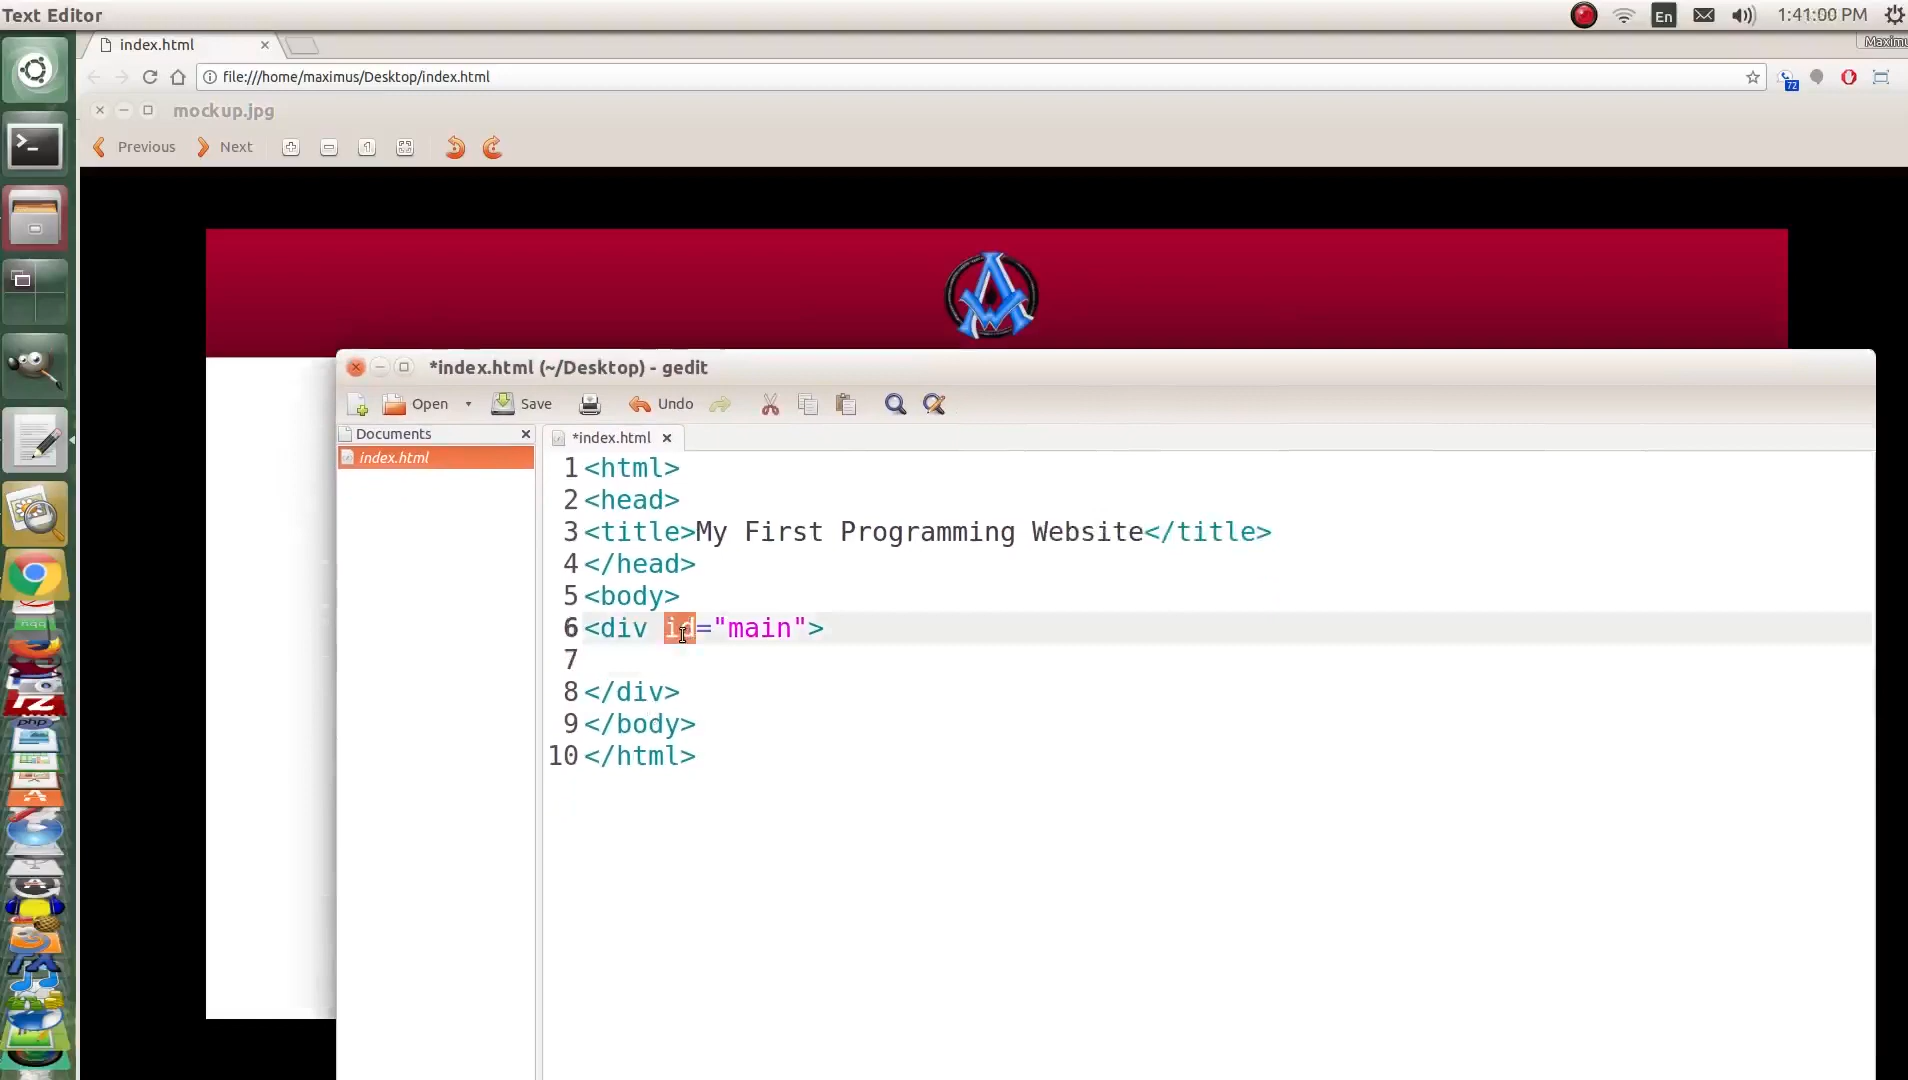 Text Editor
En
1:41:00 PM
index.html
Maximu
file:///home/maximus/Desktop/index.html
72
mockup.jpg
Previous
Next
*index.html (~/Desktop) - gedit
Open
Save
Undo
Documents
*index.html
index.html
1 <html>
2 <head>
3 <title>My First Programming Website</title>
4 </head>
5 <body>
6 <div id="main">
7
8 </div>
9 </body>
10 </html>
php